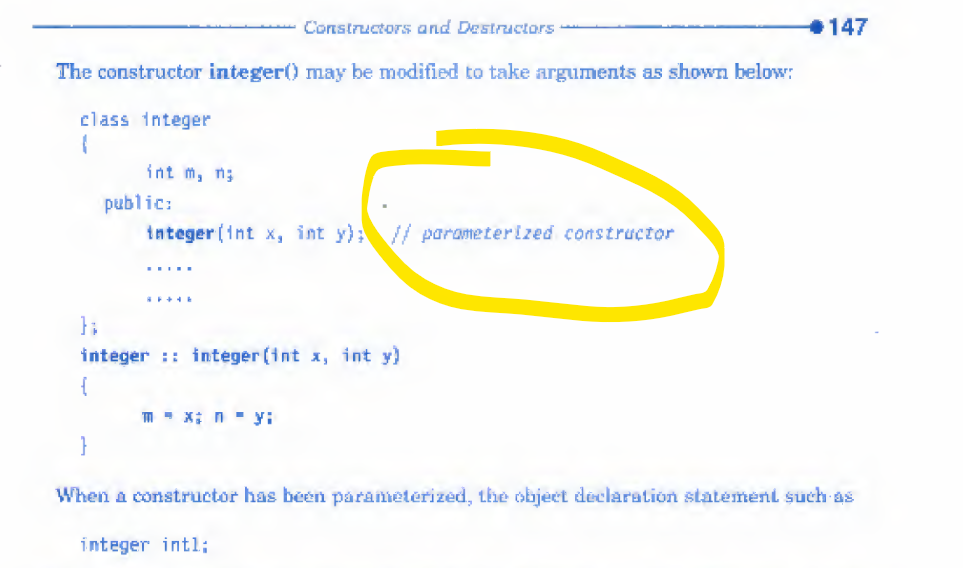 Constructors and Destructors 147
The constructor integer() may be modified to take arguments as shown below:
class integer
{
int m, n;
public:
integer(int x, int y); // parameterized constructor
.....
.....
};
integer :: integer(int x, int y)
{
m = x; n = y;
}
When a constructor has been parameterized, the object declaration statement such as
integer int1;